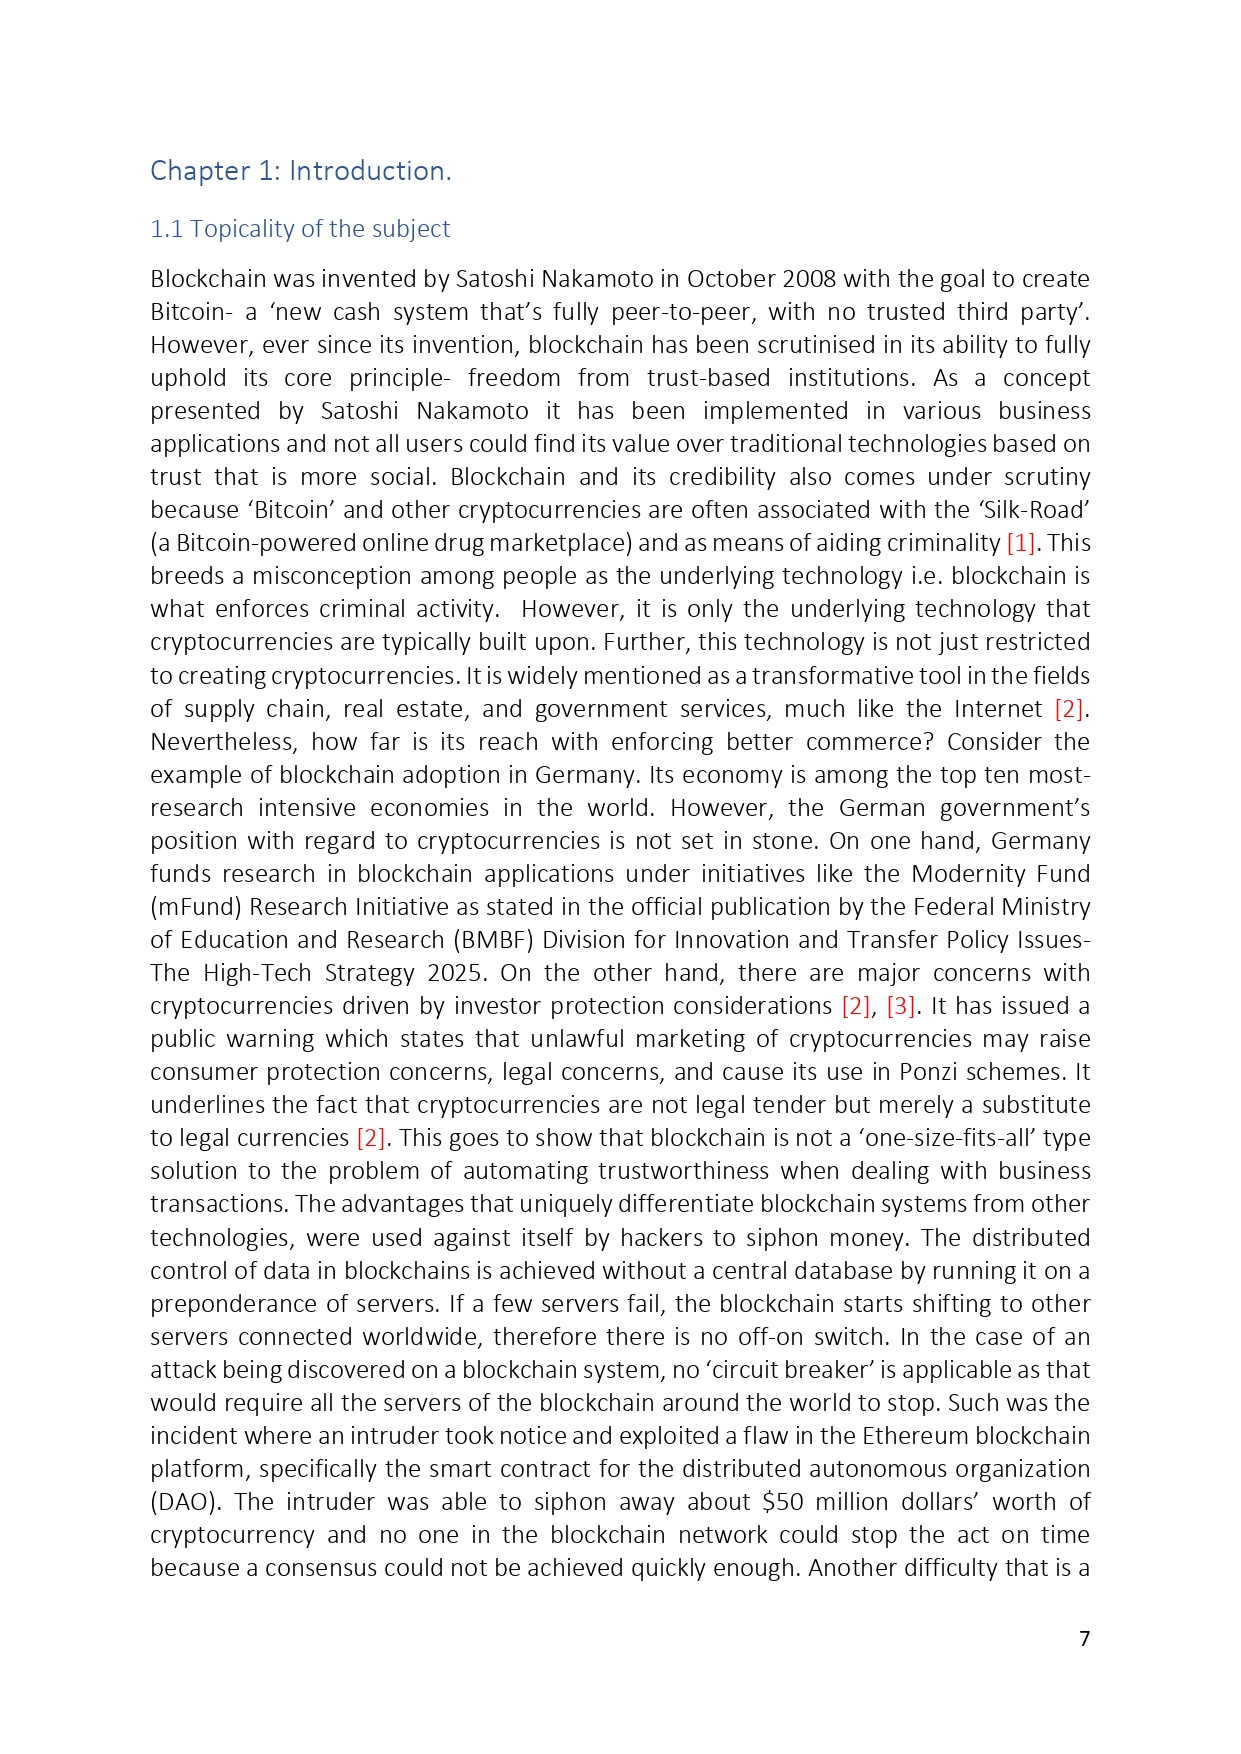 Chapter 1: Introduction.
1.1 Topicality of the subject
Blockchain was invented by Satoshi Nakamoto in October 2008 with the goal to create
Bitcoin- a ‘new cash system that’s fully peer-to-peer, with no trusted third party’.
However, ever since its invention, blockchain has been scrutinised in its ability to fully
uphold its core principle- freedom from trust-based institutions. As a concept
presented by Satoshi Nakamoto it has been implemented in various business
applications and not all users could find its value over traditional technologies based on
trust that is more social. Blockchain and its credibility also comes under scrutiny
because ‘Bitcoin’ and other cryptocurrencies are often associated with the ‘Silk-Road’
(a Bitcoin-powered online drug marketplace) and as means of aiding criminality [1]. This
breeds a misconception among people as the underlying technology i.e. blockchain is
what enforces criminal activity.  However, it is only the underlying technology that
cryptocurrencies are typically built upon. Further, this technology is not just restricted
to creating cryptocurrencies. It is widely mentioned as a transformative tool in the fields
of supply chain, real estate, and government services, much like the Internet [2].
Nevertheless, how far is its reach with enforcing better commerce? Consider the
example of blockchain adoption in Germany. Its economy is among the top ten most-
research intensive economies in the world. However, the German government’s
position with regard to cryptocurrencies is not set in stone. On one hand, Germany
funds research in blockchain applications under initiatives like the Modernity Fund
(mFund) Research Initiative as stated in the official publication by the Federal Ministry
of Education and Research (BMBF) Division for Innovation and Transfer Policy Issues-
The High-Tech Strategy 2025. On the other hand, there are major concerns with
cryptocurrencies driven by investor protection considerations [2], [3]. It has issued a
public warning which states that unlawful marketing of cryptocurrencies may raise
consumer protection concerns, legal concerns, and cause its use in Ponzi schemes. It
underlines the fact that cryptocurrencies are not legal tender but merely a substitute
to legal currencies [2]. This goes to show that blockchain is not a ‘one-size-fits-all’ type
solution to the problem of automating trustworthiness when dealing with business
transactions. The advantages that uniquely differentiate blockchain systems from other
technologies, were used against itself by hackers to siphon money. The distributed
control of data in blockchains is achieved without a central database by running it on a
preponderance of servers. If a few servers fail, the blockchain starts shifting to other
servers connected worldwide, therefore there is no off-on switch. In the case of an
attack being discovered on a blockchain system, no ‘circuit breaker’ is applicable as that
would require all the servers of the blockchain around the world to stop. Such was the
incident where an intruder took notice and exploited a flaw in the Ethereum blockchain
platform, specifically the smart contract for the distributed autonomous organization
(DAO). The intruder was able to siphon away about $50 million dollars’ worth of
cryptocurrency and no one in the blockchain network could stop the act on time
because a consensus could not be achieved quickly enough. Another difficulty that is a
7